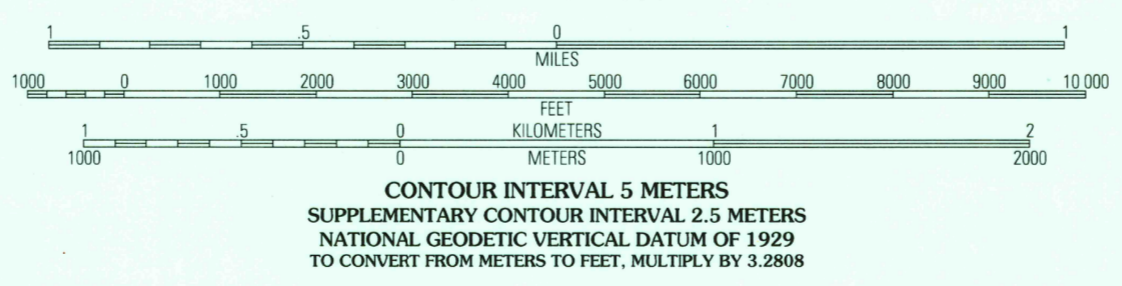 1 .5 0 1
MILES
1000 0 1000 2000 3000 4000 5000 6000 7000 8000 9000 10 000
FEET
1 .5 0 KILOMETERS 1 2
1000 0 METERS 1000 2000
CONTOUR INTERVAL 5 METERS
SUPPLEMENTARY CONTOUR INTERVAL 2.5 METERS
NATIONAL GEODETIC VERTICAL DATUM OF 1929
TO CONVERT FROM METERS TO FEET, MULTIPLY BY 3.2808